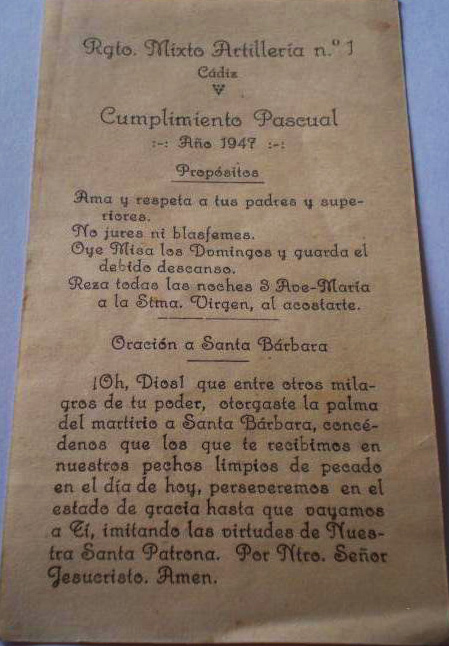 Rgto. Mixto Artillería n.º 1
Cádiz
Cumplimiento Pascual
:-: Año 1947 :-:
Propósitos
Ama y respeta a tus padres y supe-
riores.
No jures ni blasfemes.
Oye Misa los Domingos y guarda el
debido descanso.
Reza todas las noches 3 Ave-María
a la Stma. Virgen, al acostarte.
Oración a Santa Bárbara
¡Oh, Dios! que entre otros mila-
gros de tu poder, otorgaste la palma
del martirio a Santa Bárbara, concé-
denos que los que te recibimos en
nuestros pechos limpios de pecado
en el día de hoy, perseveremos en el
estado de gracia hasta que vayamos
a Tí, imitando las virtudes de Nues-
tra Santa Patrona. Por Ntro. Señor
Jesucristo. Amen.